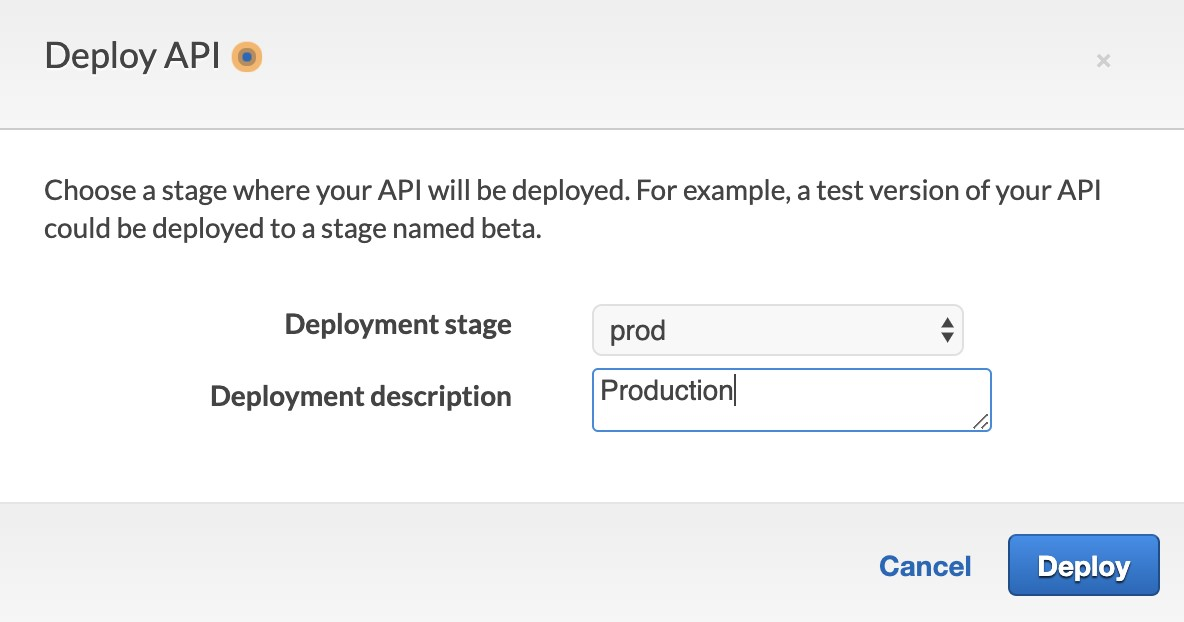 Deploy API
×
Choose a stage where your API will be deployed. For example, a test version of your API
could be deployed to a stage named beta.
Deployment stage
prod
Deployment description
Production
Cancel
Deploy